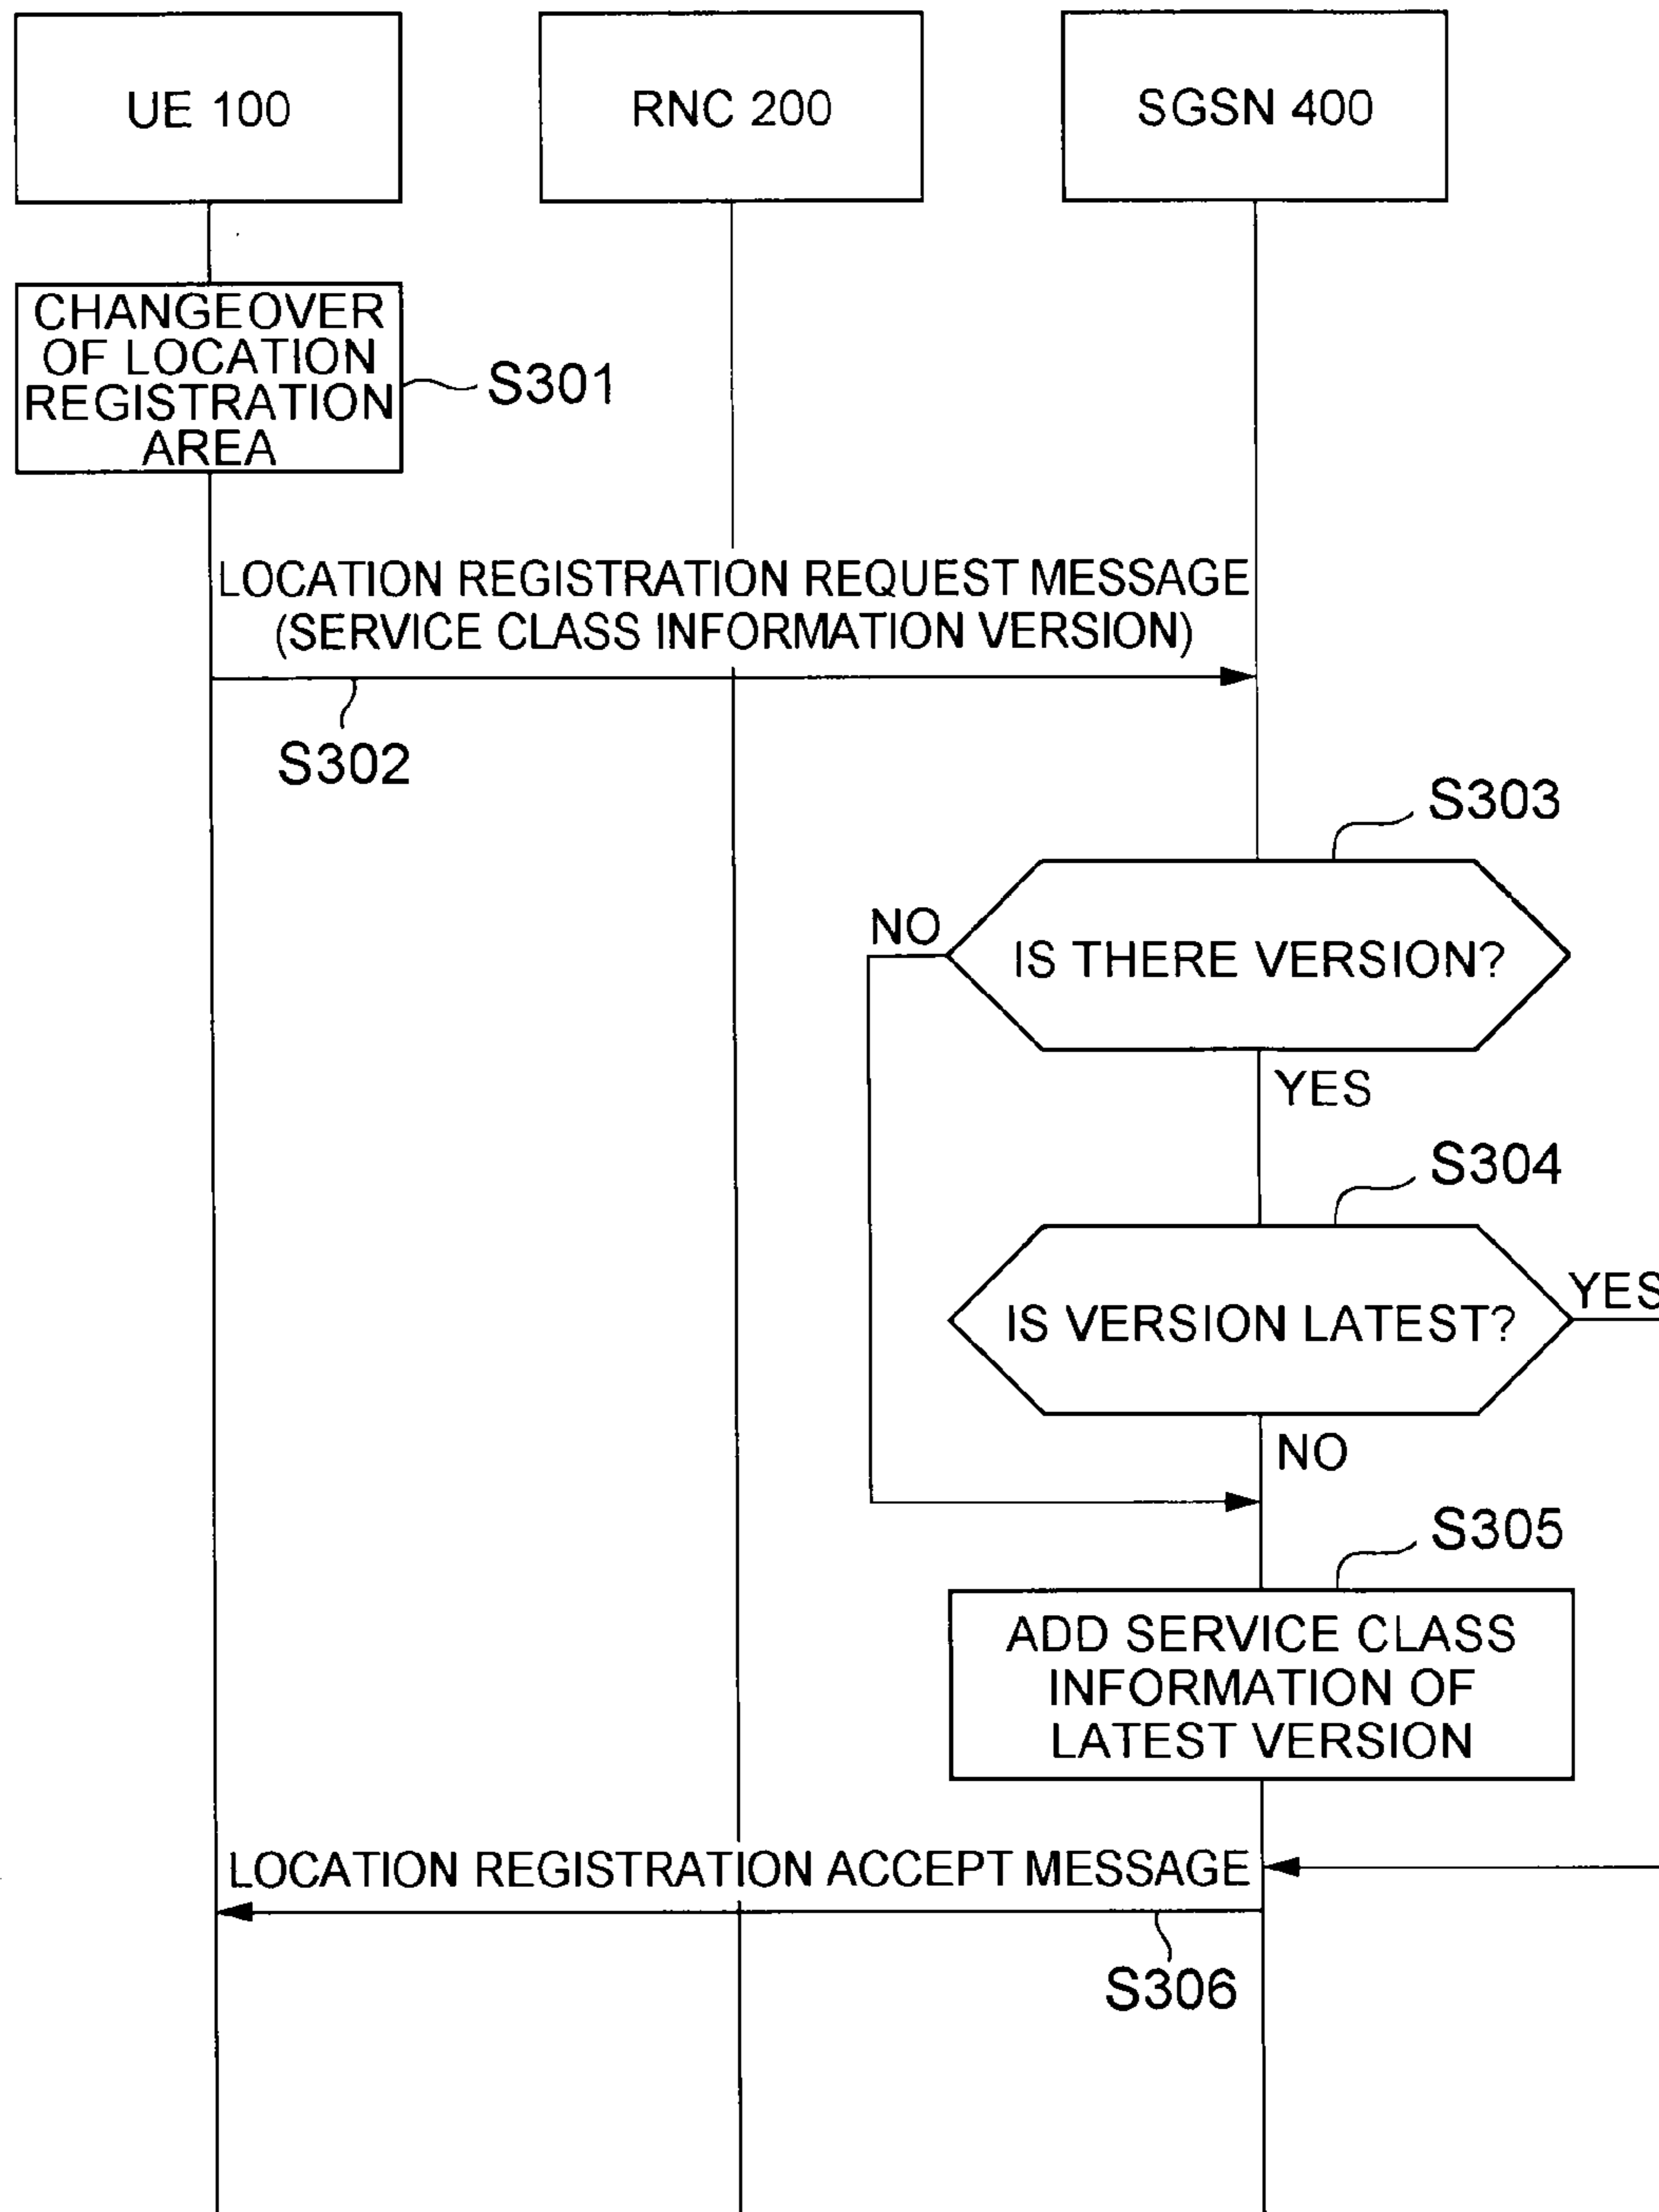 UE 100
RNC 200
SGSN 400
CHANGEOVER
OF LOCATION
REGISTRATION
AREA
S301
LOCATION REGISTRATION REQUEST MESSAGE
(SERVICE CLASS INFORMATION VERSION)
S302
S303
NO
IS THERE VERSION?
YES
S304
YES
IS VERSION LATEST?
NO
S305
ADD SERVICE CLASS
INFORMATION OF
LATEST VERSION
LOCATION REGISTRATION ACCEPT MESSAGE
S306